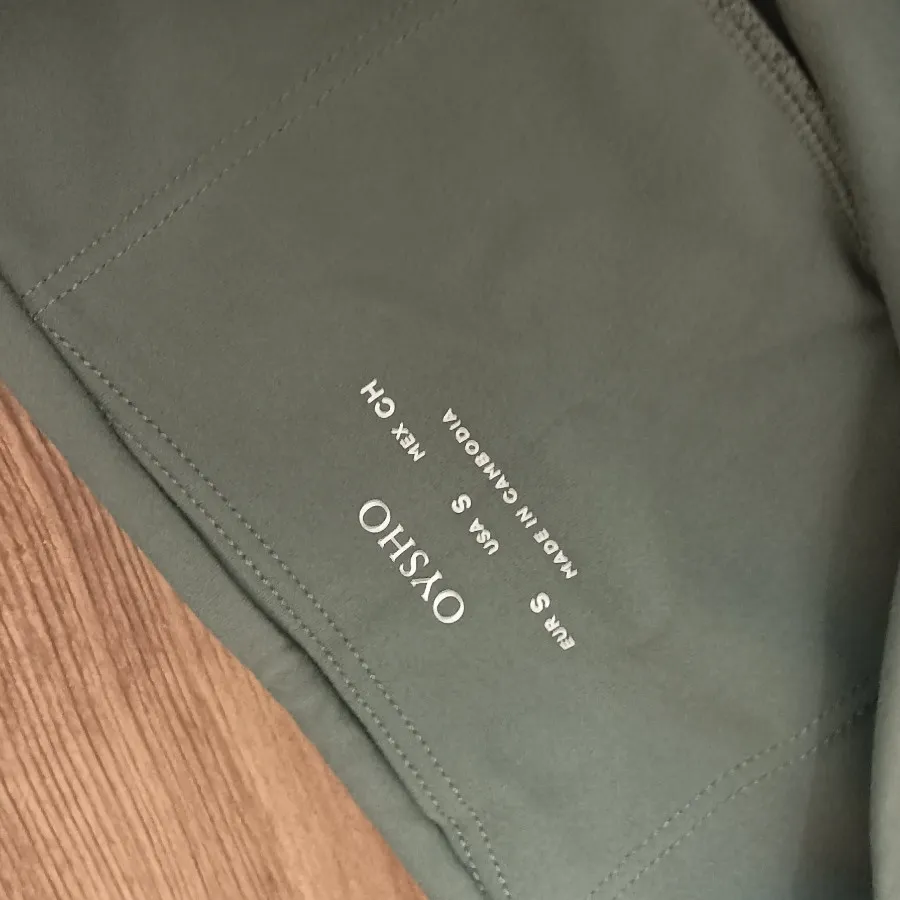 OYSHO
EUR S USA S MEX CH
MADE IN CAMBODIA